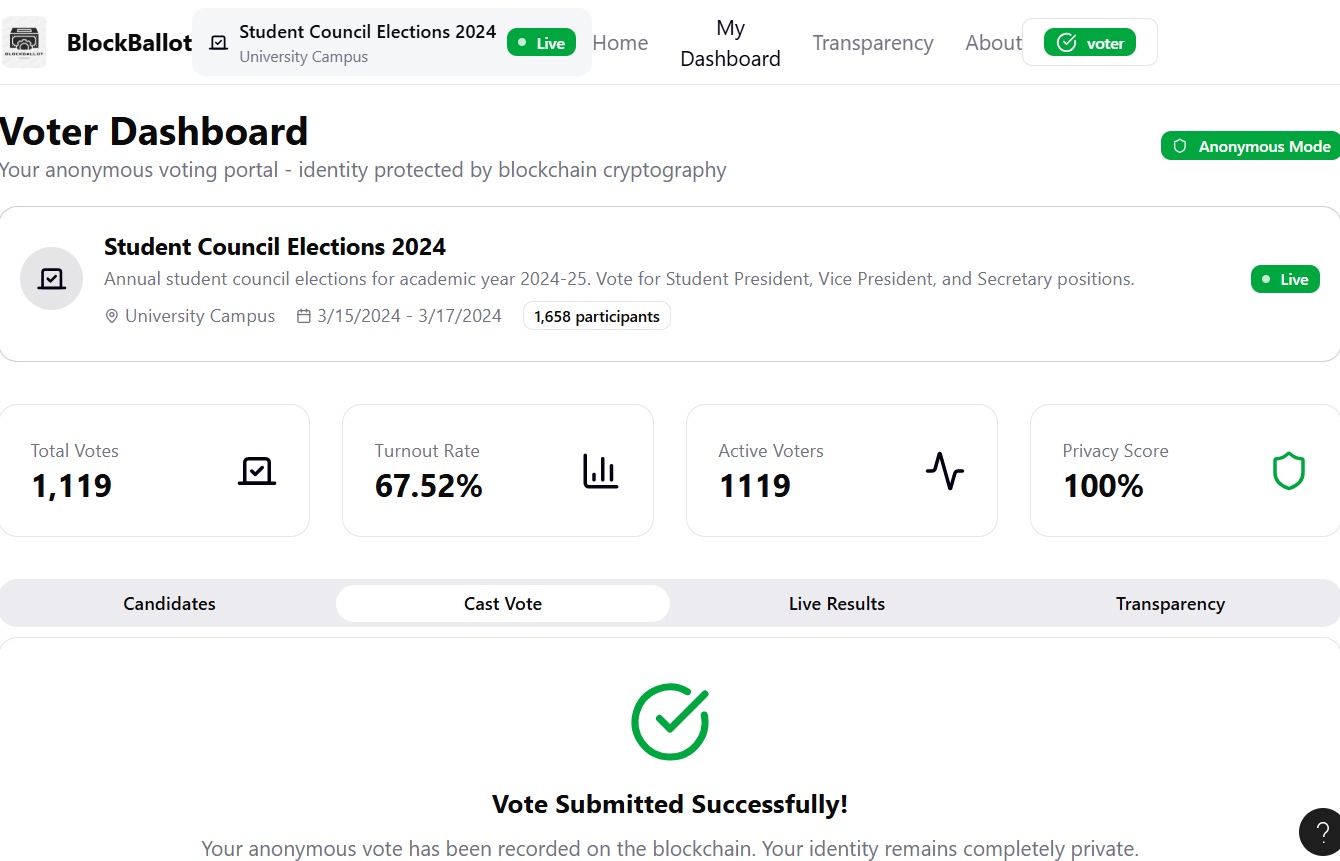 BLOCKBALLOT
BlockBallot
Student Council Elections 2024
University Campus
Live
Home
My
Dashboard
Transparency
About
voter
Voter Dashboard
Your anonymous voting portal - identity protected by blockchain cryptography
Anonymous Mode
Student Council Elections 2024
Annual student council elections for academic year 2024-25. Vote for Student President, Vice President, and Secretary positions.
Live
University Campus 3/15/2024 - 3/17/2024 1,658 participants
Total Votes
1,119
Turnout Rate
67.52%
Active Voters
1119
Privacy Score
100%
Candidates
Cast Vote
Live Results
Transparency
Vote Submitted Successfully!
Your anonymous vote has been recorded on the blockchain. Your identity remains completely private.
?